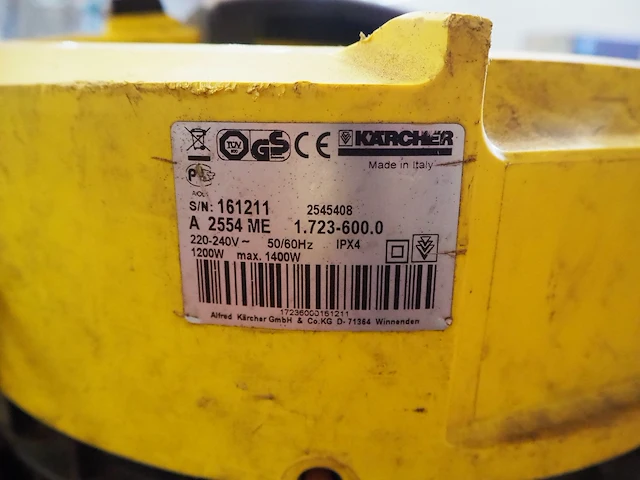 TÜV
GS
CE
KÄRCHER
Made in Italy
S/N: 161211 2545408
A 2554 ME 1.723-600.0
220-240V~ 50/60Hz IPX4
1200W max. 1400W
17236000161211
Alfred Kärcher GmbH & Co.KG D-71364 Winnenden